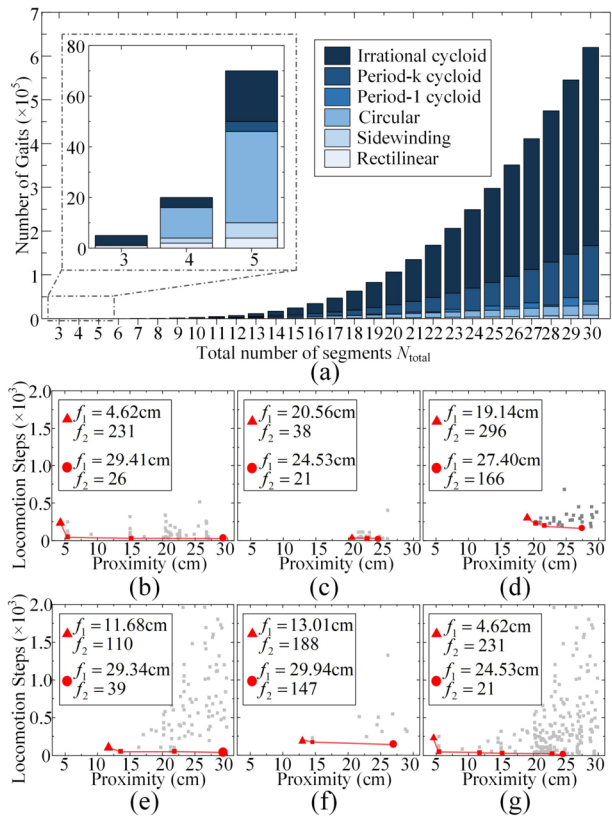 7
6
5
4
3
2
1
0
Number of Gaits (×10⁵)
80
60
40
20
0
3 4 5
Irrational cycloid
Period-k cycloid
Period-1 cycloid
Circular
Sidewinding
Rectilinear
3 4 5 6 7 8 9 10 11 12 13 14 15 16 17 18 19 20 21 22 23 24 25 26 27 28 29 30
Total number of segments N_total
(a)
Locomotion Steps (×10³)
2.0
1.5
1.0
0.5
0
f₁ = 4.62cm
f₂ = 231
f₁ = 29.41cm
f₂ = 26
5 10 15 20 25 30
Proximity (cm)
(b)
f₁ = 20.56cm
f₂ = 38
f₁ = 24.53cm
f₂ = 21
5 10 15 20 25 30
Proximity (cm)
(c)
f₁ = 19.14cm
f₂ = 296
f₁ = 27.40cm
f₂ = 166
5 10 15 20 25 30
Proximity (cm)
(d)
Locomotion Steps (×10³)
2.0
1.5
1.0
0.5
0
f₁ = 11.68cm
f₂ = 110
f₁ = 29.34cm
f₂ = 39
5 10 15 20 25 30
Proximity (cm)
(e)
f₁ = 13.01cm
f₂ = 188
f₁ = 29.94cm
f₂ = 147
5 10 15 20 25 30
Proximity (cm)
(f)
f₁ = 4.62cm
f₂ = 231
f₁ = 24.53cm
f₂ = 21
5 10 15 20 25 30
Proximity (cm)
(g)